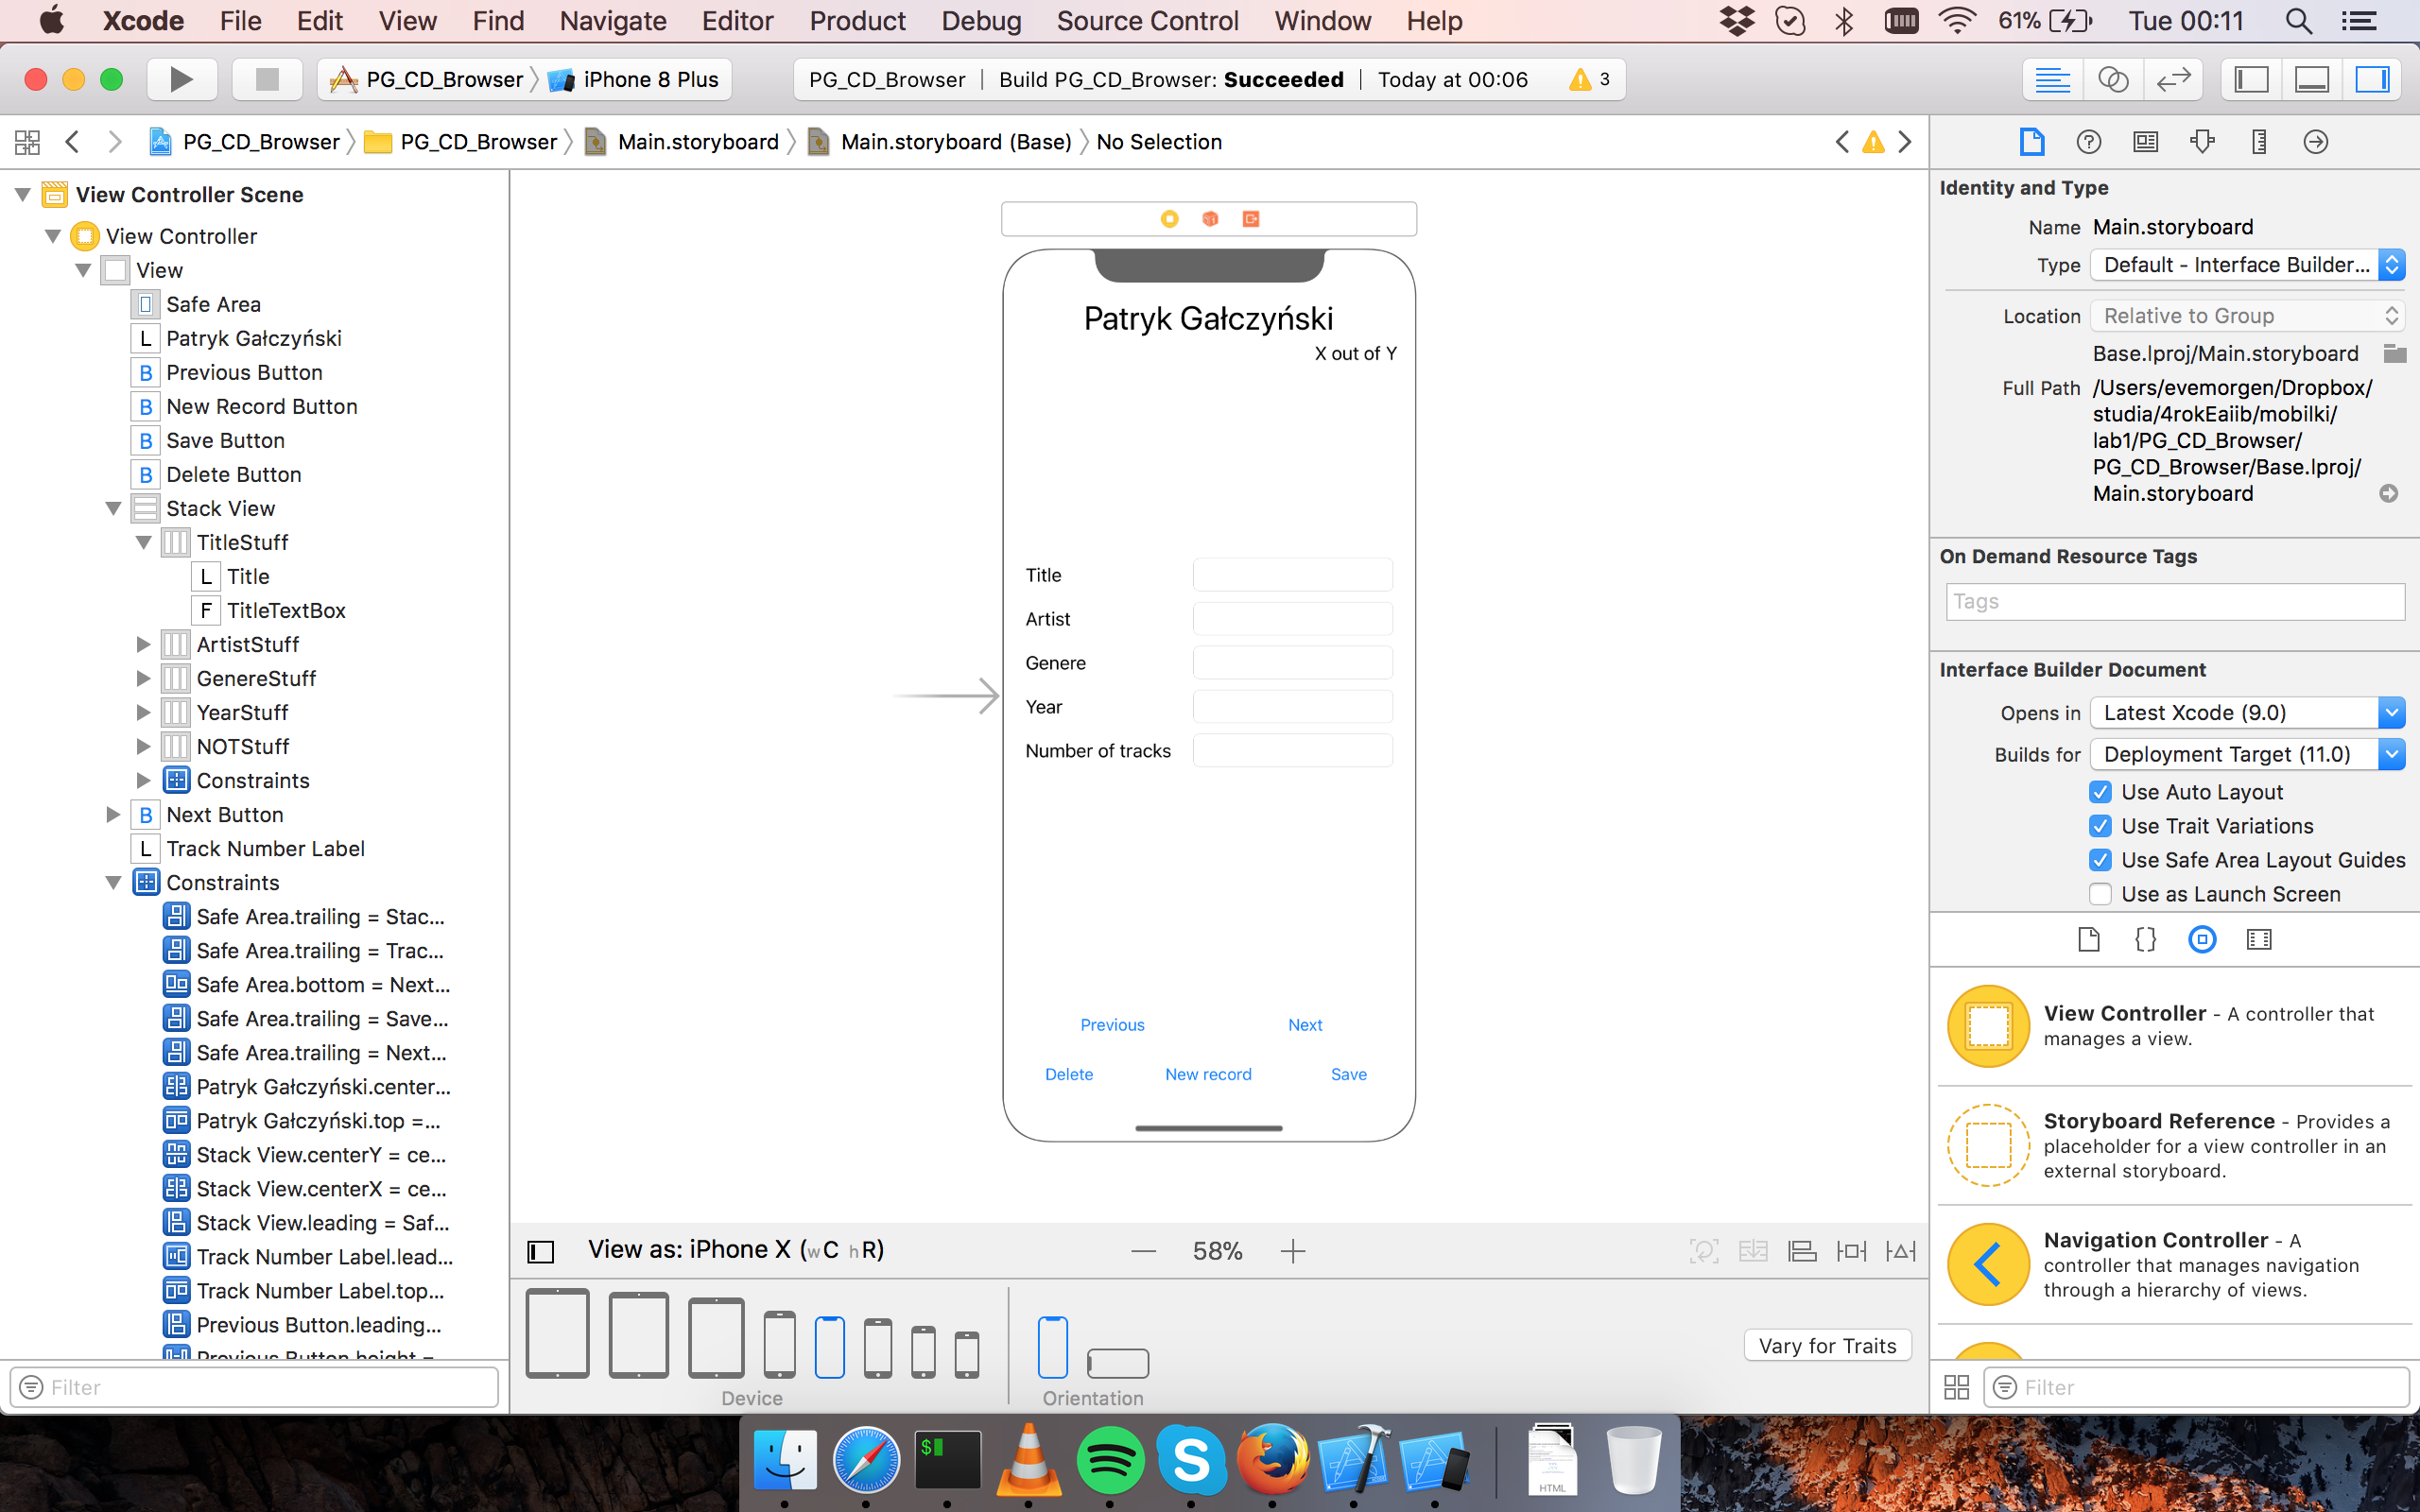 Xcode File Edit View Find Navigate Editor Product Debug Source Control Window Help 61% Tue 00:11
PG_CD_Browser iPhone 8 Plus PG_CD_Browser | Build PG_CD_Browser: Succeeded | Today at 00:06 3
PG_CD_Browser PG_CD_Browser Main.storyboard Main.storyboard (Base) No Selection
View Controller Scene
View Controller
View
Safe Area
L Patryk Gałczyński
B Previous Button
B New Record Button
B Save Button
B Delete Button
Stack View
TitleStuff
L Title
F TitleTextBox
ArtistStuff
GenereStuff
YearStuff
NOTStuff
Constraints
B Next Button
L Track Number Label
Constraints
Safe Area.trailing = Stac...
Safe Area.trailing = Trac...
Safe Area.bottom = Next...
Safe Area.trailing = Save...
Safe Area.trailing = Next...
Patryk Gałczyński.center...
Patryk Gałczyński.top =...
Stack View.centerY = ce...
Stack View.centerX = ce...
Stack View.leading = Saf...
Track Number Label.lead...
Track Number Label.top...
Previous Button.leading...
Previous Button.height =
Filter
Patryk Gałczyński
X out of Y
Title
Artist
Genere
Year
Number of tracks
Previous Next
Delete New record Save
View as: iPhone X (wC hR) 58%
Device Orientation
Vary for Traits
Identity and Type
Name Main.storyboard
Type Default - Interface Builder...
Location Relative to Group
Base.lproj/Main.storyboard
Full Path /Users/evemorgen/Dropbox/
studia/4rokEaiib/mobilki/
lab1/PG_CD_Browser/
PG_CD_Browser/Base.lproj/
Main.storyboard
On Demand Resource Tags
Tags
Interface Builder Document
Opens in Latest Xcode (9.0)
Builds for Deployment Target (11.0)
Use Auto Layout
Use Trait Variations
Use Safe Area Layout Guides
Use as Launch Screen
View Controller - A controller that
manages a view.
Storyboard Reference - Provides a
placeholder for a view controller in an
external storyboard.
Navigation Controller - A
controller that manages navigation
through a hierarchy of views.
Filter
$
S
HTML